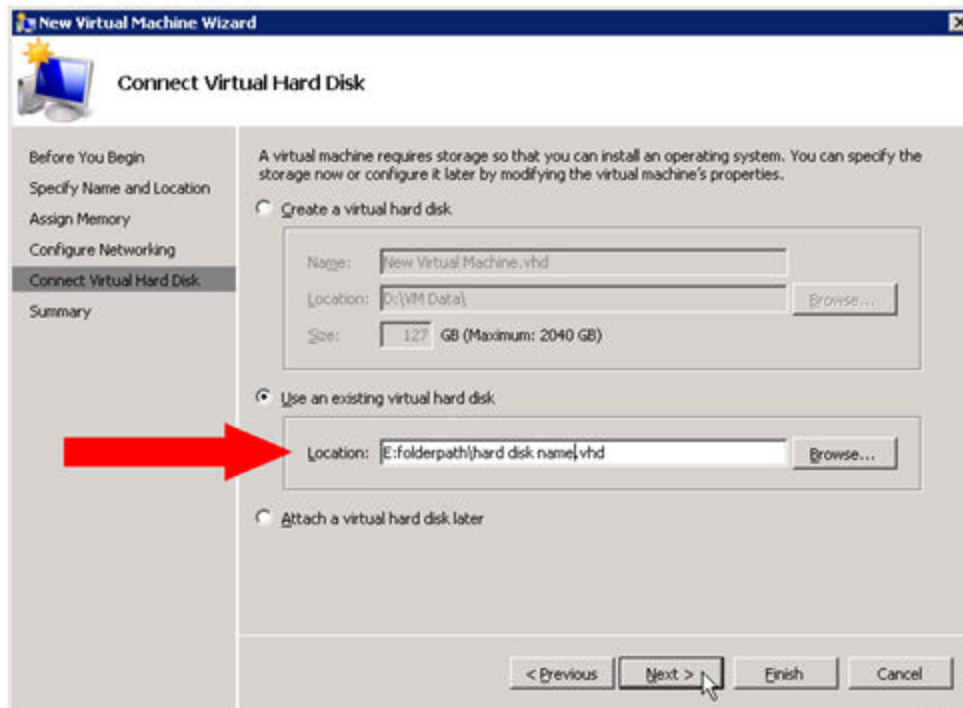 New Virtual Machine Wizard
Connect Virtual Hard Disk
Before You Begin
Specify Name and Location
Assign Memory
Configure Networking
Connect Virtual Hard Disk
Summary
A virtual machine requires storage so that you can install an operating system. You can specify the
storage now or configure it later by modifying the virtual machine's properties.
Create a virtual hard disk
Name: New Virtual Machine.vhd
Location: D:\VM Data\ Browse...
Size: 127 GB (Maximum: 2040 GB)
Use an existing virtual hard disk
Location: E:folderpath\hard disk name.vhd Browse...
Attach a virtual hard disk later
< Previous Next > Finish Cancel